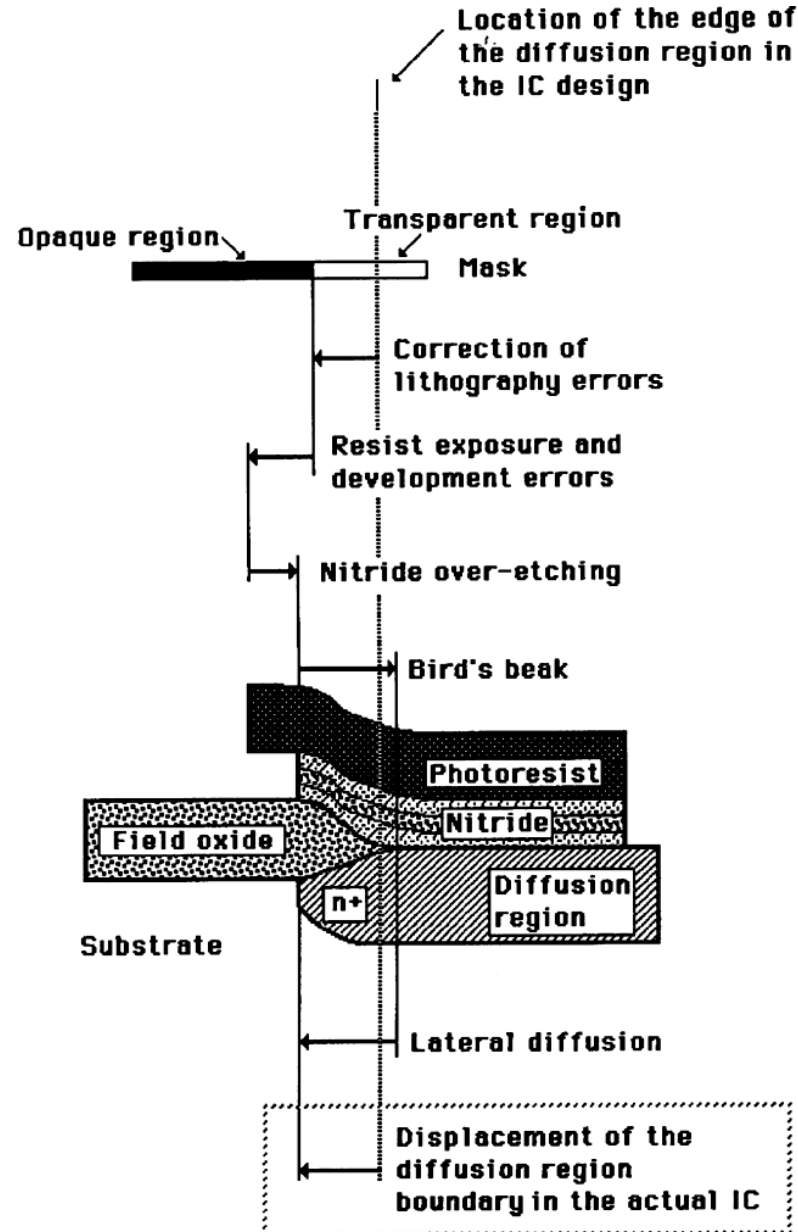 Location of the edge of
the diffusion region in
the IC design
Transparent region
Opaque region
Mask
Correction of
lithography errors
Resist exposure and
development errors
Nitride over-etching
Bird's beak
Photoresist
Nitride
Field oxide
Diffusion
region
n+
Substrate
Lateral diffusion
Displacement of the
diffusion region
boundary in the actual IC